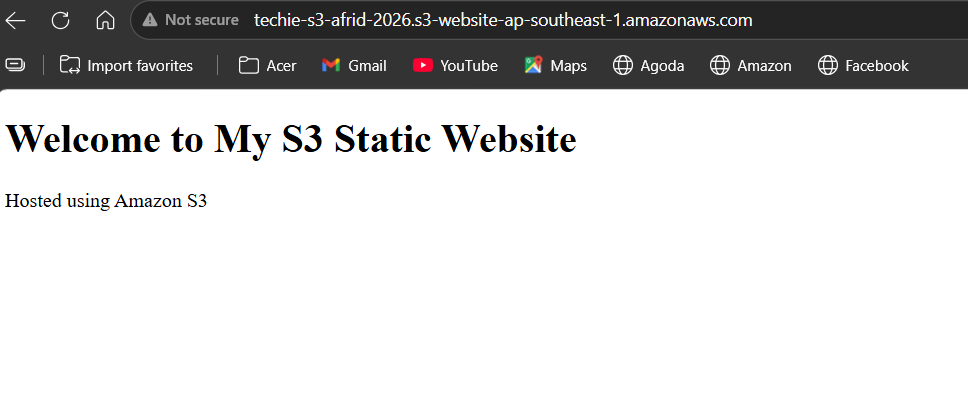 Not secure techie-s3-afrid-2026.s3-website-ap-southeast-1.amazonaws.com
Import favorites Acer Gmail YouTube Maps Agoda Amazon Facebook
Welcome to My S3 Static Website
Hosted using Amazon S3